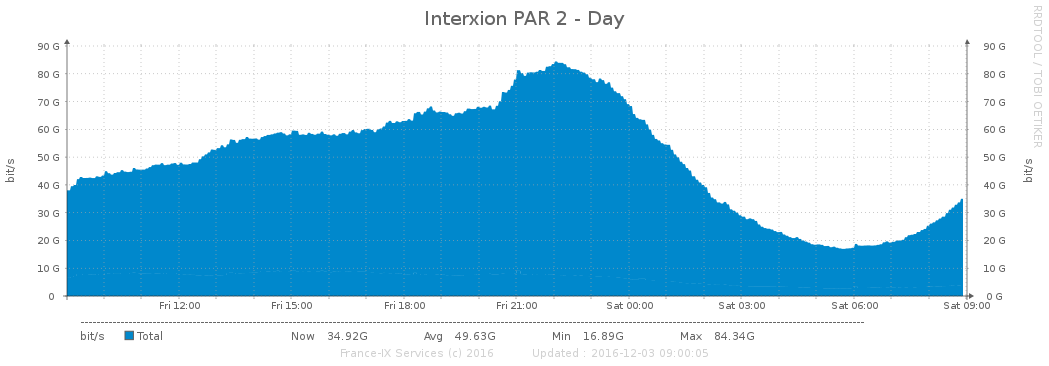 Interxion PAR 2 - Day
RRDTOOL / TOBI OETIKER
90 G 90 G
80 G 80 G
70 G 70 G
60 G 60 G
50 G 50 G
40 G 40 G
30 G 30 G
20 G 20 G
10 G 10 G
0 0 G
bit/s
bit/s
Fri 12:00 Fri 15:00 Fri 18:00 Fri 21:00 Sat 00:00 Sat 03:00 Sat 06:00 Sat 09:00
bit/s Total Now 34.92G Avg 49.63G Min 16.89G Max 84.34G
France-IX Services (c) 2016 Updated : 2016-12-03 09:00:05